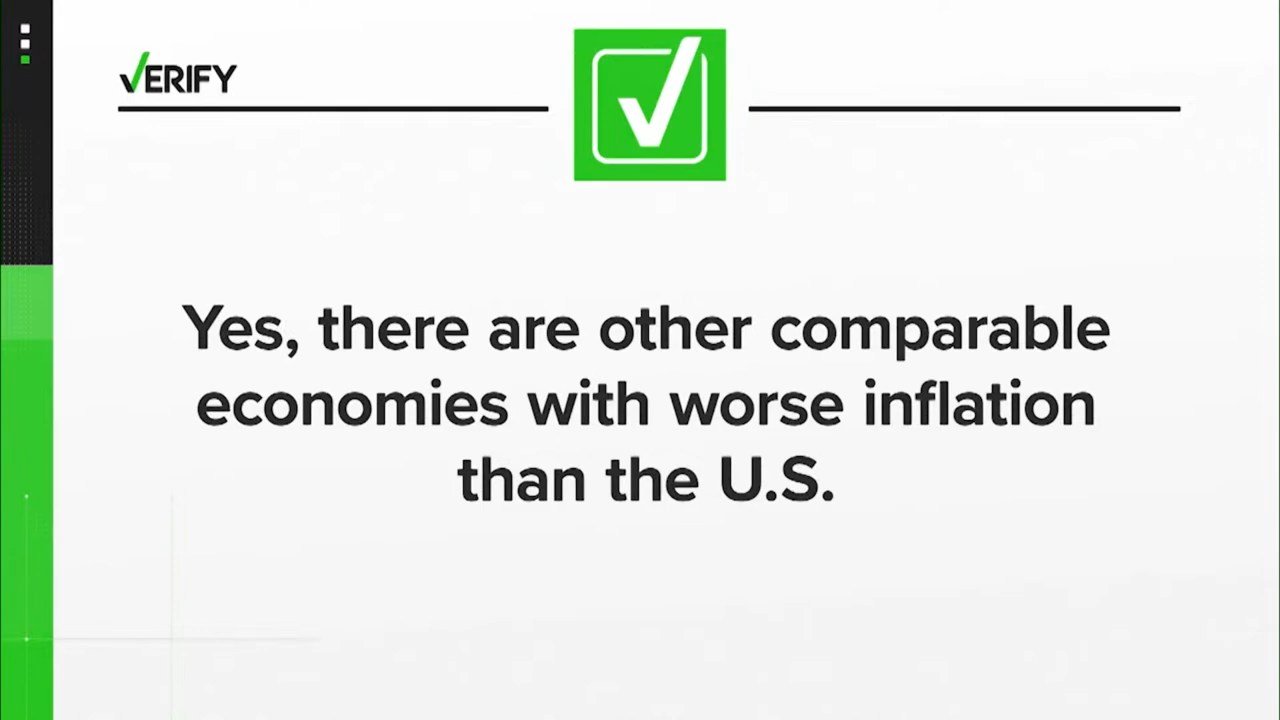 VERIFY
Yes, there are other comparable
economies with worse inflation
than the U.S.